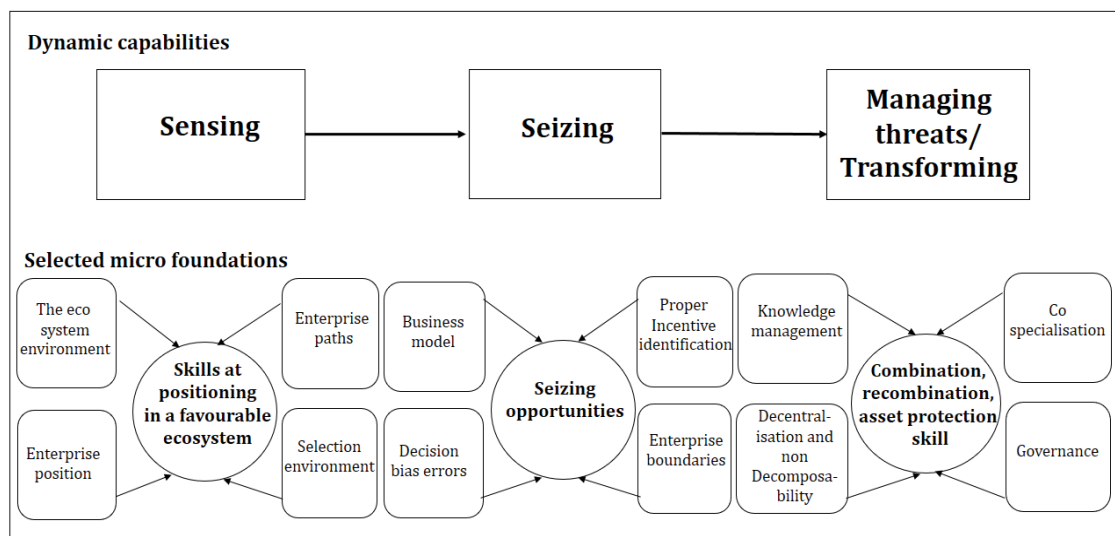 Dynamic capabilities
Sensing
Seizing
Managing
threats/
Transforming
Selected micro foundations
The eco
system
environment
Enterprise
paths
Skills at
positioning
in a favourable
ecosystem
Enterprise
position
Selection
environment
Business
model
Proper
Incentive
identification
Seizing
opportunities
Decision
bias errors
Enterprise
boundaries
Knowledge
management
Co
specialisation
Combination,
recombination,
asset protection
skill
Decentral-
isation and
non
Decomposa-
bility
Governance